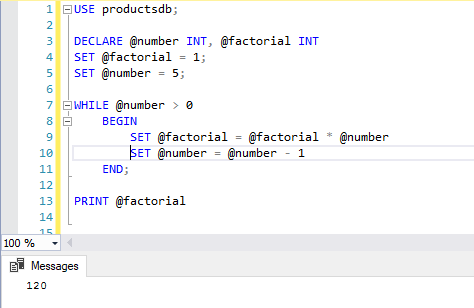 1 USE productsdb;
2
3 DECLARE @number INT, @factorial INT
4 SET @factorial = 1;
5 SET @number = 5;
6
7 WHILE @number > 0
8 BEGIN
9 SET @factorial = @factorial * @number
10 SET @number = @number - 1
11 END;
12
13 PRINT @factorial
14
15
100 %
Messages
120